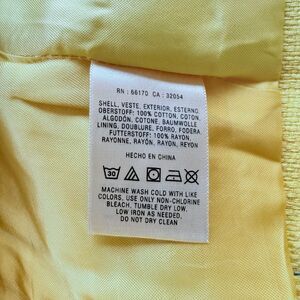 RN : 66170 CA : 32054
SHELL, VESTE, EXTERIOR, ESTERNO,
OBERSTOFF: 100% COTTON, COTON,
ALGODÓN, COTONE, BAUMWOLLE
LINING, DOUBLURE, FORRO, FODERA,
FUTTERSTOFF: 100% RAYON,
RAYONNE, RAYÓN, RAYON, REYON
HECHO EN CHINA
30
MACHINE WASH COLD WITH LIKE
COLORS, USE ONLY NON-CHLORINE
BLEACH, TUMBLE DRY LOW,
LOW IRON AS NEEDED,
DO NOT DRY CLEAN